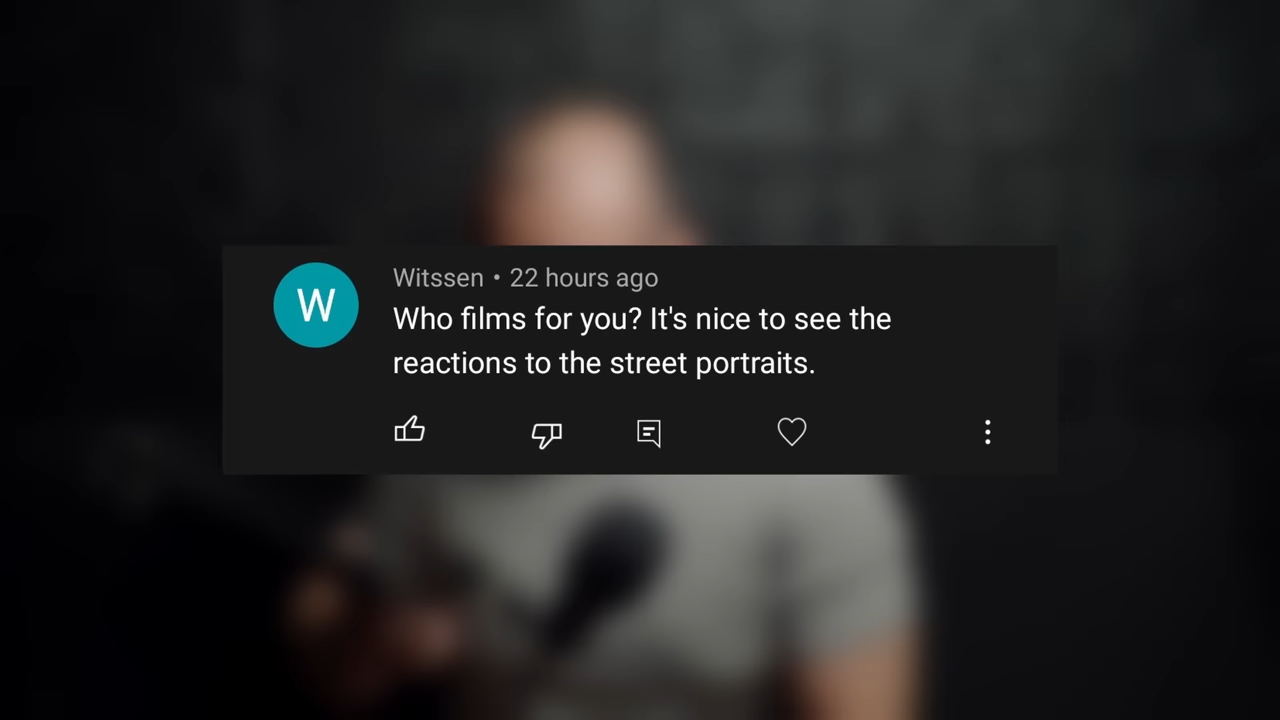 W
Witssen • 22 hours ago
Who films for you? It's nice to see the
reactions to the street portraits.